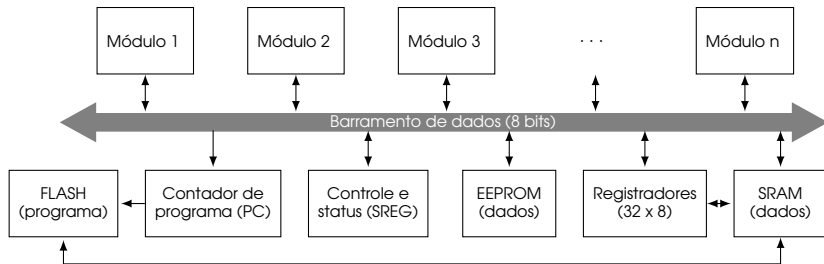 Módulo 1
Módulo 2
Módulo 3
. . .
Módulo n
Barramento de dados (8 bits)
FLASH
(programa)
Contador de
programa (PC)
Controle e
status (SREG)
EEPROM
(dados)
Registradores
(32 x 8)
SRAM
(dados)